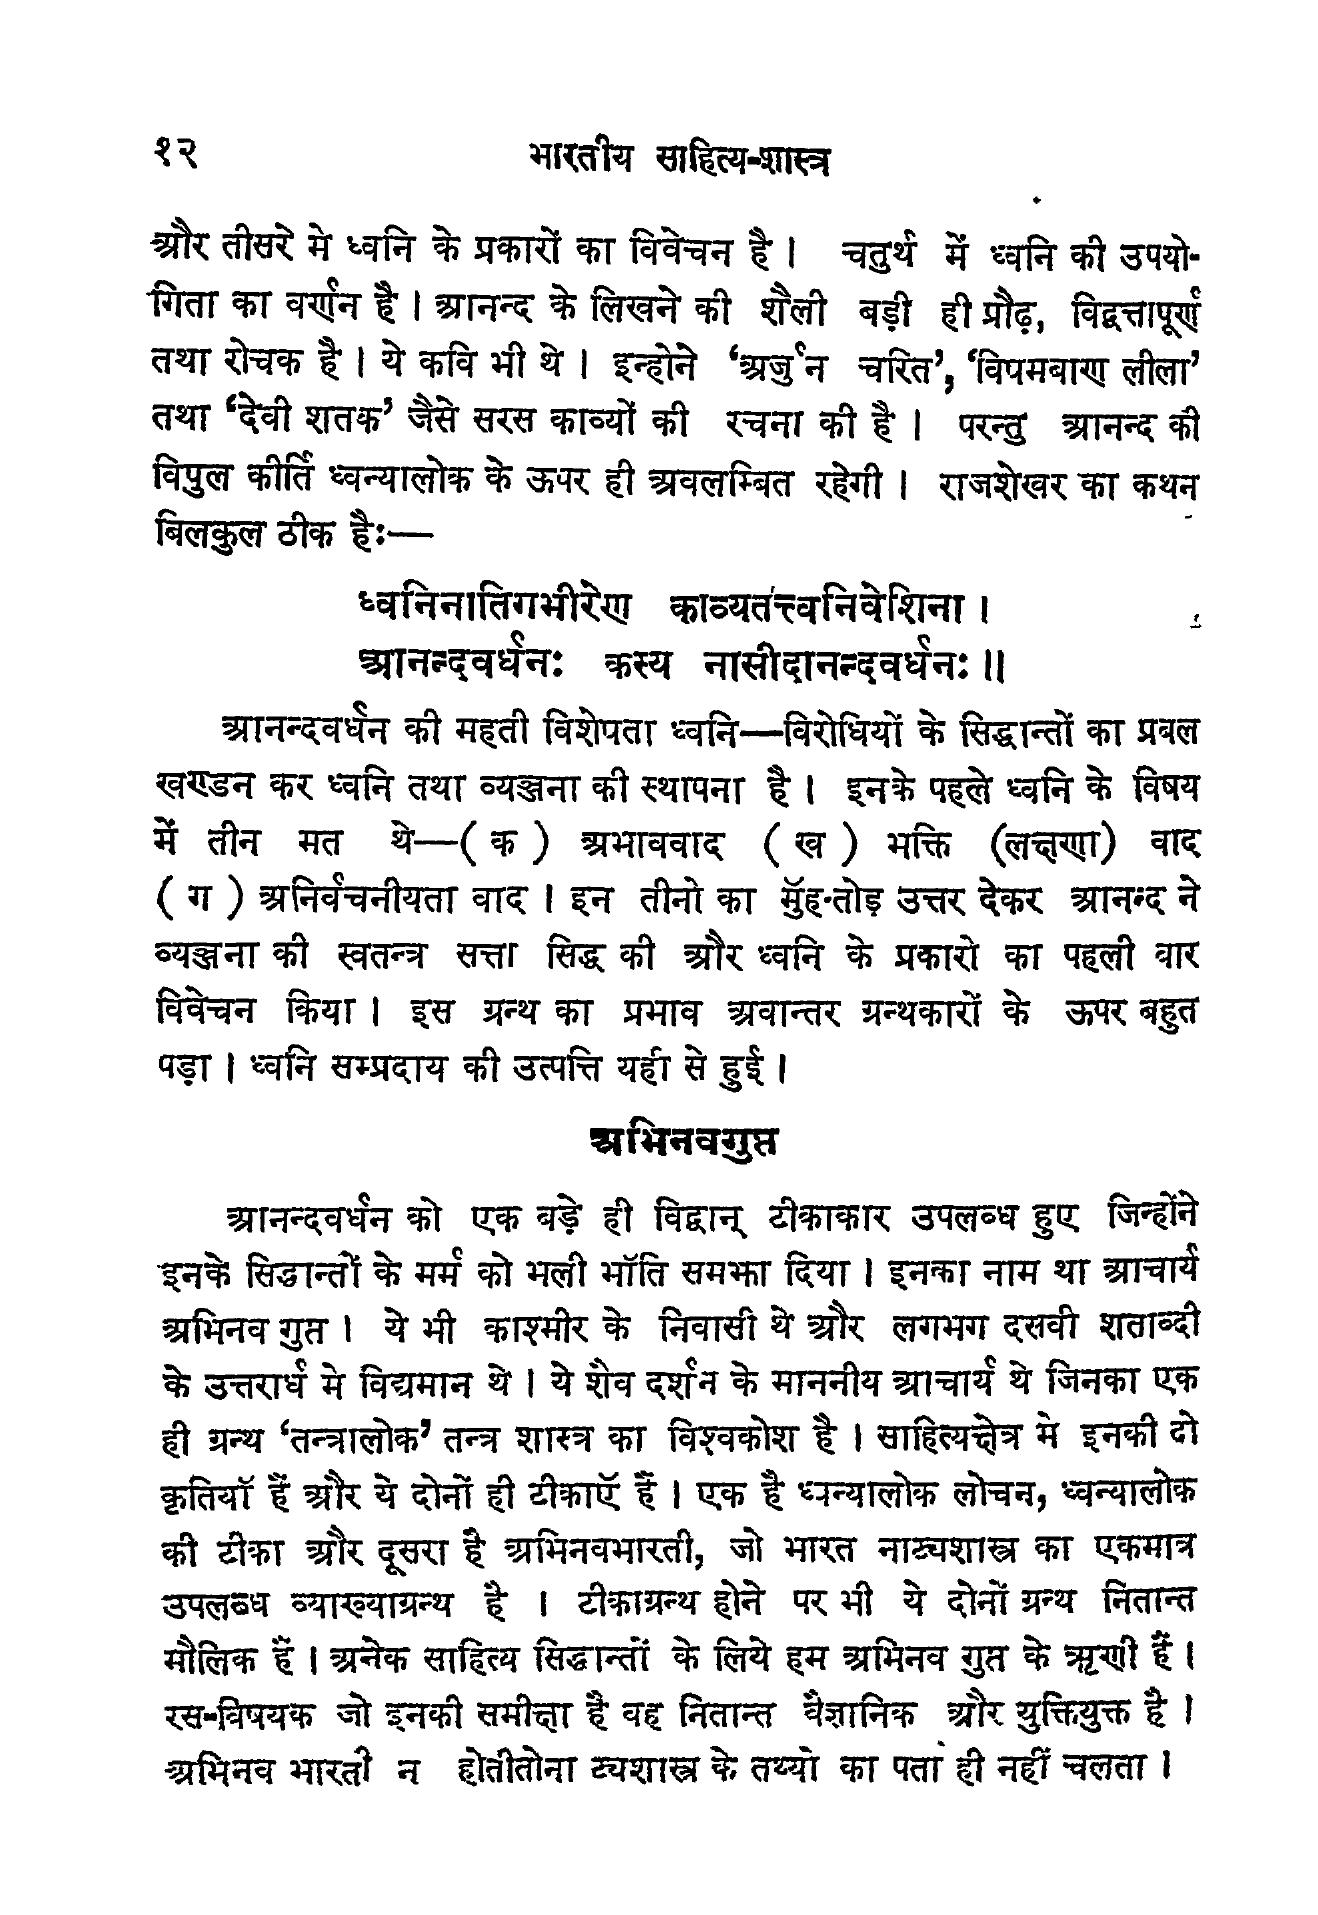 १२ भारतीय साहित्य-शास्त्र
और तीसरे मे ध्वनि के प्रकारों का विवेचन है। चतुर्थ में ध्वनि की उपयो-
गिता का वर्णन है। आनन्द के लिखने की शैली बड़ी ही प्रौढ़, विद्वत्तापूर्ण
तथा रोचक है। ये कवि भी थे। इन्होने ‘अर्जुन चरित’, ‘विपमबाण लीला’
तथा ‘देवी शतक’ जैसे सरस काव्यों की रचना की है। परन्तु आनन्द की
विपुल कीर्ति ध्वन्यालोक के ऊपर ही अवलम्बित रहेगी। राजशेखर का कथन
बिलकुल ठीक है:—
ध्वनिनातिगभीरेण काव्यतत्त्वनिवेशिना।
आनन्दवर्धनः कस्य नासीदानन्दवर्धनः॥
आनन्दवर्धन की महती विशेपता ध्वनि—विरोधियों के सिद्धान्तों का प्रबल
खण्डन कर ध्वनि तथा व्यञ्जना की स्थापना है। इनके पहले ध्वनि के विषय
में तीन मत थे—( क ) अभाववाद ( ख ) भक्ति (लक्षणा) वाद
( ग ) अनिर्वचनीयता वाद। इन तीनो का मुॅह-तोड़ उत्तर देकर आनन्द ने
व्यञ्जना की स्वतन्त्र सत्ता सिद्ध की और ध्वनि के प्रकारो का पहली वार
विवेचन किया। इस ग्रन्थ का प्रभाव अवान्तर ग्रन्थकारों के ऊपर बहुत
पड़ा। ध्वनि सम्प्रदाय की उत्पत्ति यहीं से हुई।
अभिनवगुप्त
आनन्दवर्धन को एक बड़े ही विद्वान् टीकाकार उपलब्ध हुए जिन्होंने
इनके सिद्धान्तों के मर्म को भली भॉति समझा दिया। इनका नाम था आचार्य
अभिनव गुप्त। ये भी काश्मीर के निवासी थे और लगभग दसवी शताब्दी
के उत्तरार्ध मे विद्यमान थे। ये शैव दर्शन के माननीय आचार्य थे जिनका एक
ही ग्रन्थ ‘तन्त्रालोक’ तन्त्र शास्त्र का विश्वकोश है। साहित्यक्षेत्र मे इनकी दो
कृतियॉ हैं और ये दोनों ही टीकाऍ हैं। एक है ध्वन्यालोक लोचन, ध्वन्यालोक
की टीका और दूसरा है अभिनवभारती, जो भारत नाट्यशास्त्र का एकमात्र
उपलब्ध व्याख्याग्रन्थ है । टीकाग्रन्थ होने पर भी ये दोनों ग्रन्थ नितान्त
मौलिक हैं। अनेक साहित्य सिद्धान्तों के लिये हम अभिनव गुप्त के ऋणी हैं।
रस-विषयक जो इनकी समीक्षा है वह नितान्त वैज्ञानिक और युक्तियुक्त है।
अभिनव भारती न होतीतोना ट्यशास्त्र के तथ्यो का पता ही नहीं चलता।